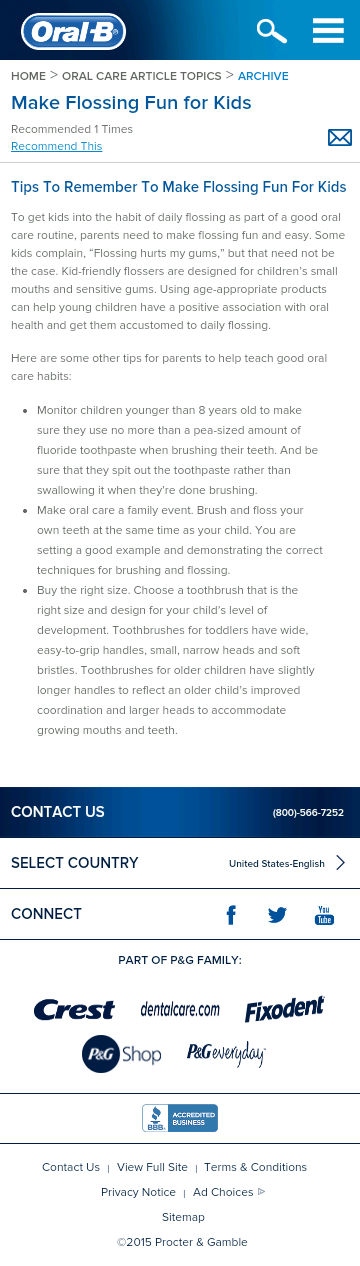 Oral-B
HOME > ORAL CARE ARTICLE TOPICS > ARCHIVE
Make Flossing Fun for Kids
Recommended 1 Times
Recommend This
Tips To Remember To Make Flossing Fun For Kids
To get kids into the habit of daily flossing as part of a good oral
care routine, parents need to make flossing fun and easy. Some
kids complain, “Flossing hurts my gums,” but that need not be
the case. Kid-friendly flossers are designed for children’s small
mouths and sensitive gums. Using age-appropriate products
can help young children have a positive association with oral
health and get them accustomed to daily flossing.
Here are some other tips for parents to help teach good oral
care habits:
• Monitor children younger than 8 years old to make
sure they use no more than a pea-sized amount of
fluoride toothpaste when brushing their teeth. And be
sure that they spit out the toothpaste rather than
swallowing it when they’re done brushing.
• Make oral care a family event. Brush and floss your
own teeth at the same time as your child. You are
setting a good example and demonstrating the correct
techniques for brushing and flossing.
• Buy the right size. Choose a toothbrush that is the
right size and design for your child’s level of
development. Toothbrushes for toddlers have wide,
easy-to-grip handles, small, narrow heads and soft
bristles. Toothbrushes for older children have slightly
longer handles to reflect an older child’s improved
coordination and larger heads to accommodate
growing mouths and teeth.
CONTACT US (800)-566-7252
SELECT COUNTRY United States-English
CONNECT f You Tube
PART OF P&G FAMILY:
Crest dentalcare.com Fixodent
P&G Shop P&G everyday
BBB. ACCREDITED BUSINESS
Contact Us | View Full Site | Terms & Conditions
Privacy Notice | Ad Choices
Sitemap
©2015 Procter & Gamble